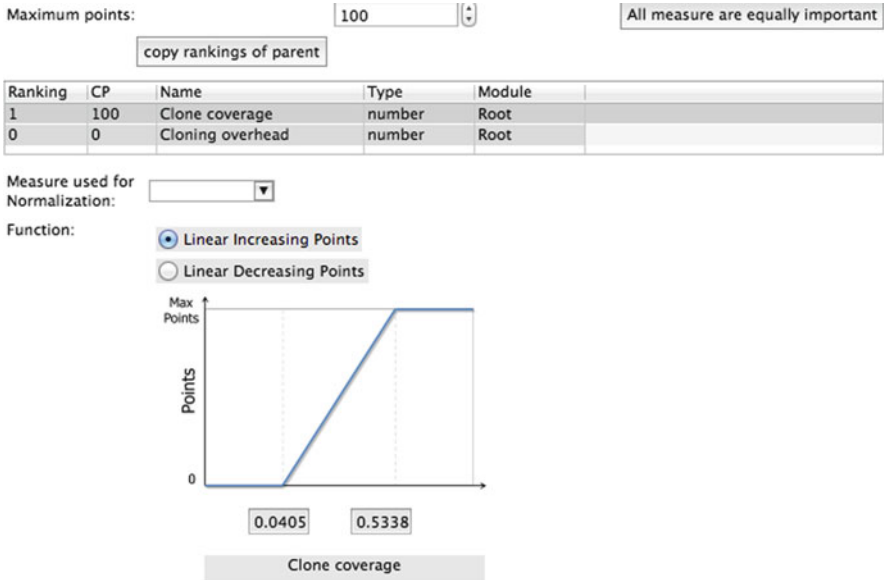 Maximum points: 100 All measure are equally important
copy rankings of parent
Ranking CP Name Type Module
1 100 Clone coverage number Root
0 0 Cloning overhead number Root
Measure used for
Normalization:
Function: Linear Increasing Points
Linear Decreasing Points
Max
Points
Points
0
0.0405 0.5338
Clone coverage